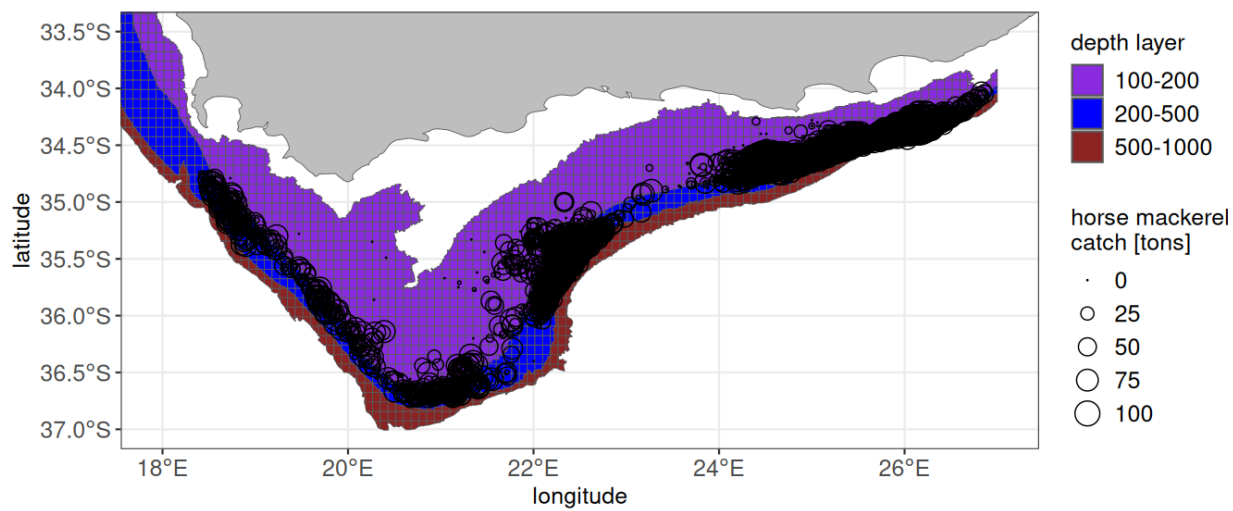 33.5°S
34.0°S
34.5°S
35.0°S
35.5°S
36.0°S
36.5°S
37.0°S
latitude
18°E 20°E 22°E 24°E 26°E
longitude
depth layer
100-200
200-500
500-1000
horse mackerel
catch [tons]
0
25
50
75
100